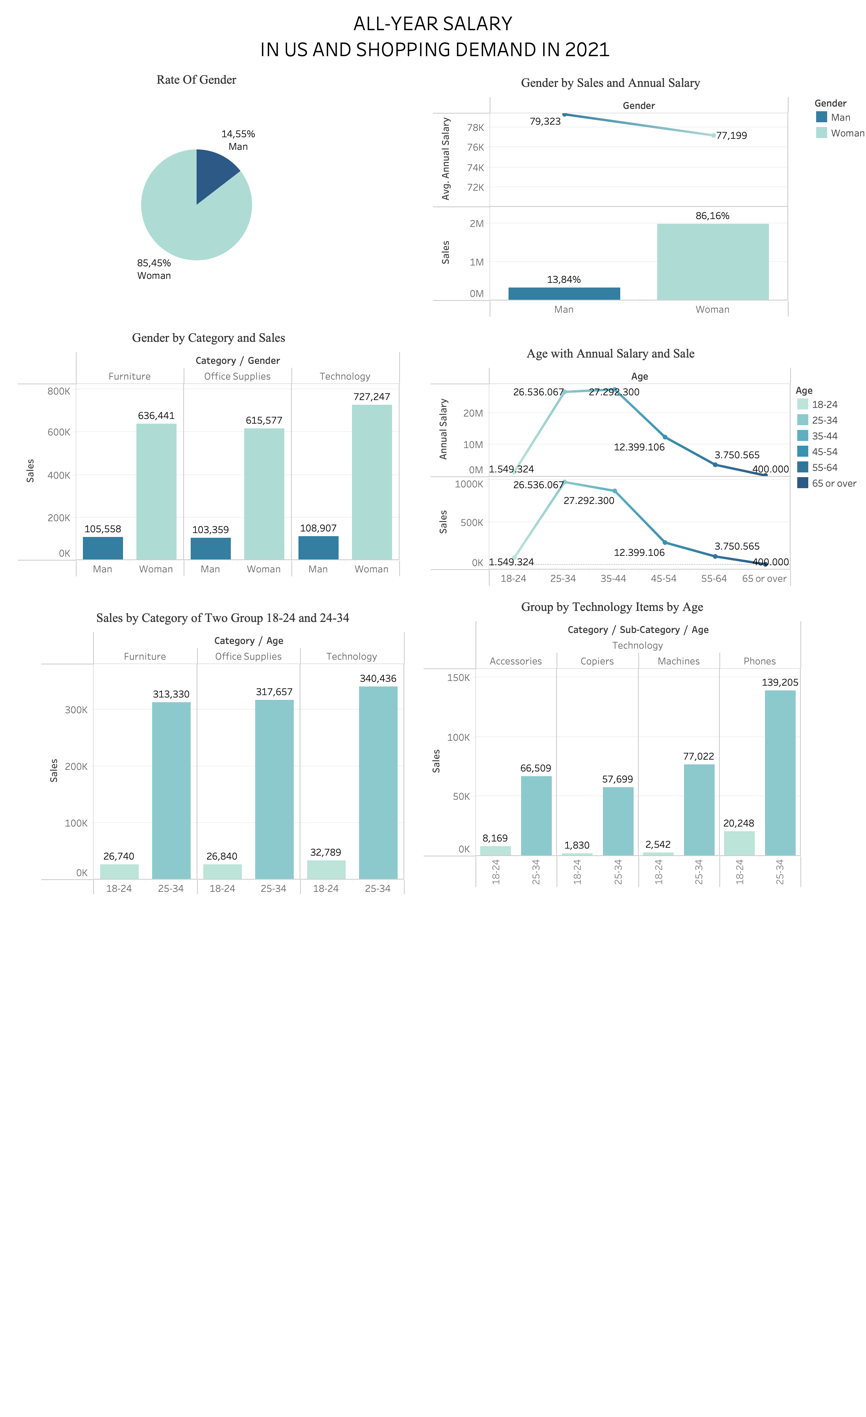 ALL-YEAR SALARY
IN US AND SHOPPING DEMAND IN 2021
Rate Of Gender
14,55%
Man
85,45%
Woman
Gender by Sales and Annual Salary
Gender
Avg. Annual Salary
78K
76K
74K
72K
79,323
77,199
Sales
2M
1M
0M
13,84%
86,16%
Man
Woman
Gender
Man
Woman
Gender by Category and Sales
Category / Gender
Furniture
Office Supplies
Technology
Sales
800K
600K
400K
200K
0K
105,558
636,441
103,359
615,577
108,907
727,247
Man
Woman
Man
Woman
Man
Woman
Age with Annual Salary and Sale
Age
Annual Salary
20M
10M
0M
1.549.324
26.536.067
27.292.300
12.399.106
3.750.565
400.000
Sales
1000K
500K
0K
1.549.324
26.536.067
27.292.300
12.399.106
3.750.565
400.000
18-24
25-34
35-44
45-54
55-64
65 or over
Age
18-24
25-34
35-44
45-54
55-64
65 or over
Sales by Category of Two Group 18-24 and 24-34
Category / Age
Furniture
Office Supplies
Technology
Sales
300K
200K
100K
0K
26,740
313,330
26,840
317,657
32,789
340,436
18-24
25-34
18-24
25-34
18-24
25-34
Group by Technology Items by Age
Category / Sub-Category / Age
Technology
Accessories
Copiers
Machines
Phones
Sales
150K
100K
50K
0K
8,169
66,509
1,830
57,699
2,542
77,022
20,248
139,205
18-24
25-34
18-24
25-34
18-24
25-34
18-24
25-34